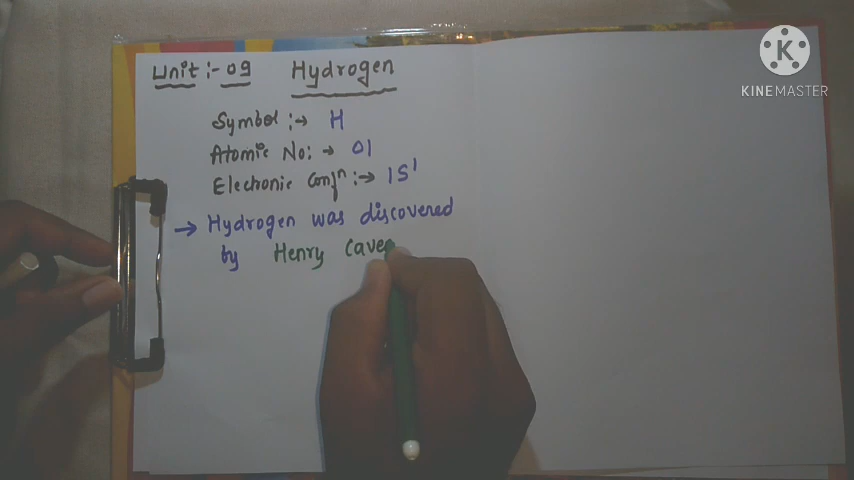 Unit :- 09 Hydrogen
Symbol :→ H
Atomic No: → 01
Electronic Confⁿ :→ 1S¹
→ Hydrogen was discovered
by Henry Cave
K
KINEMASTER